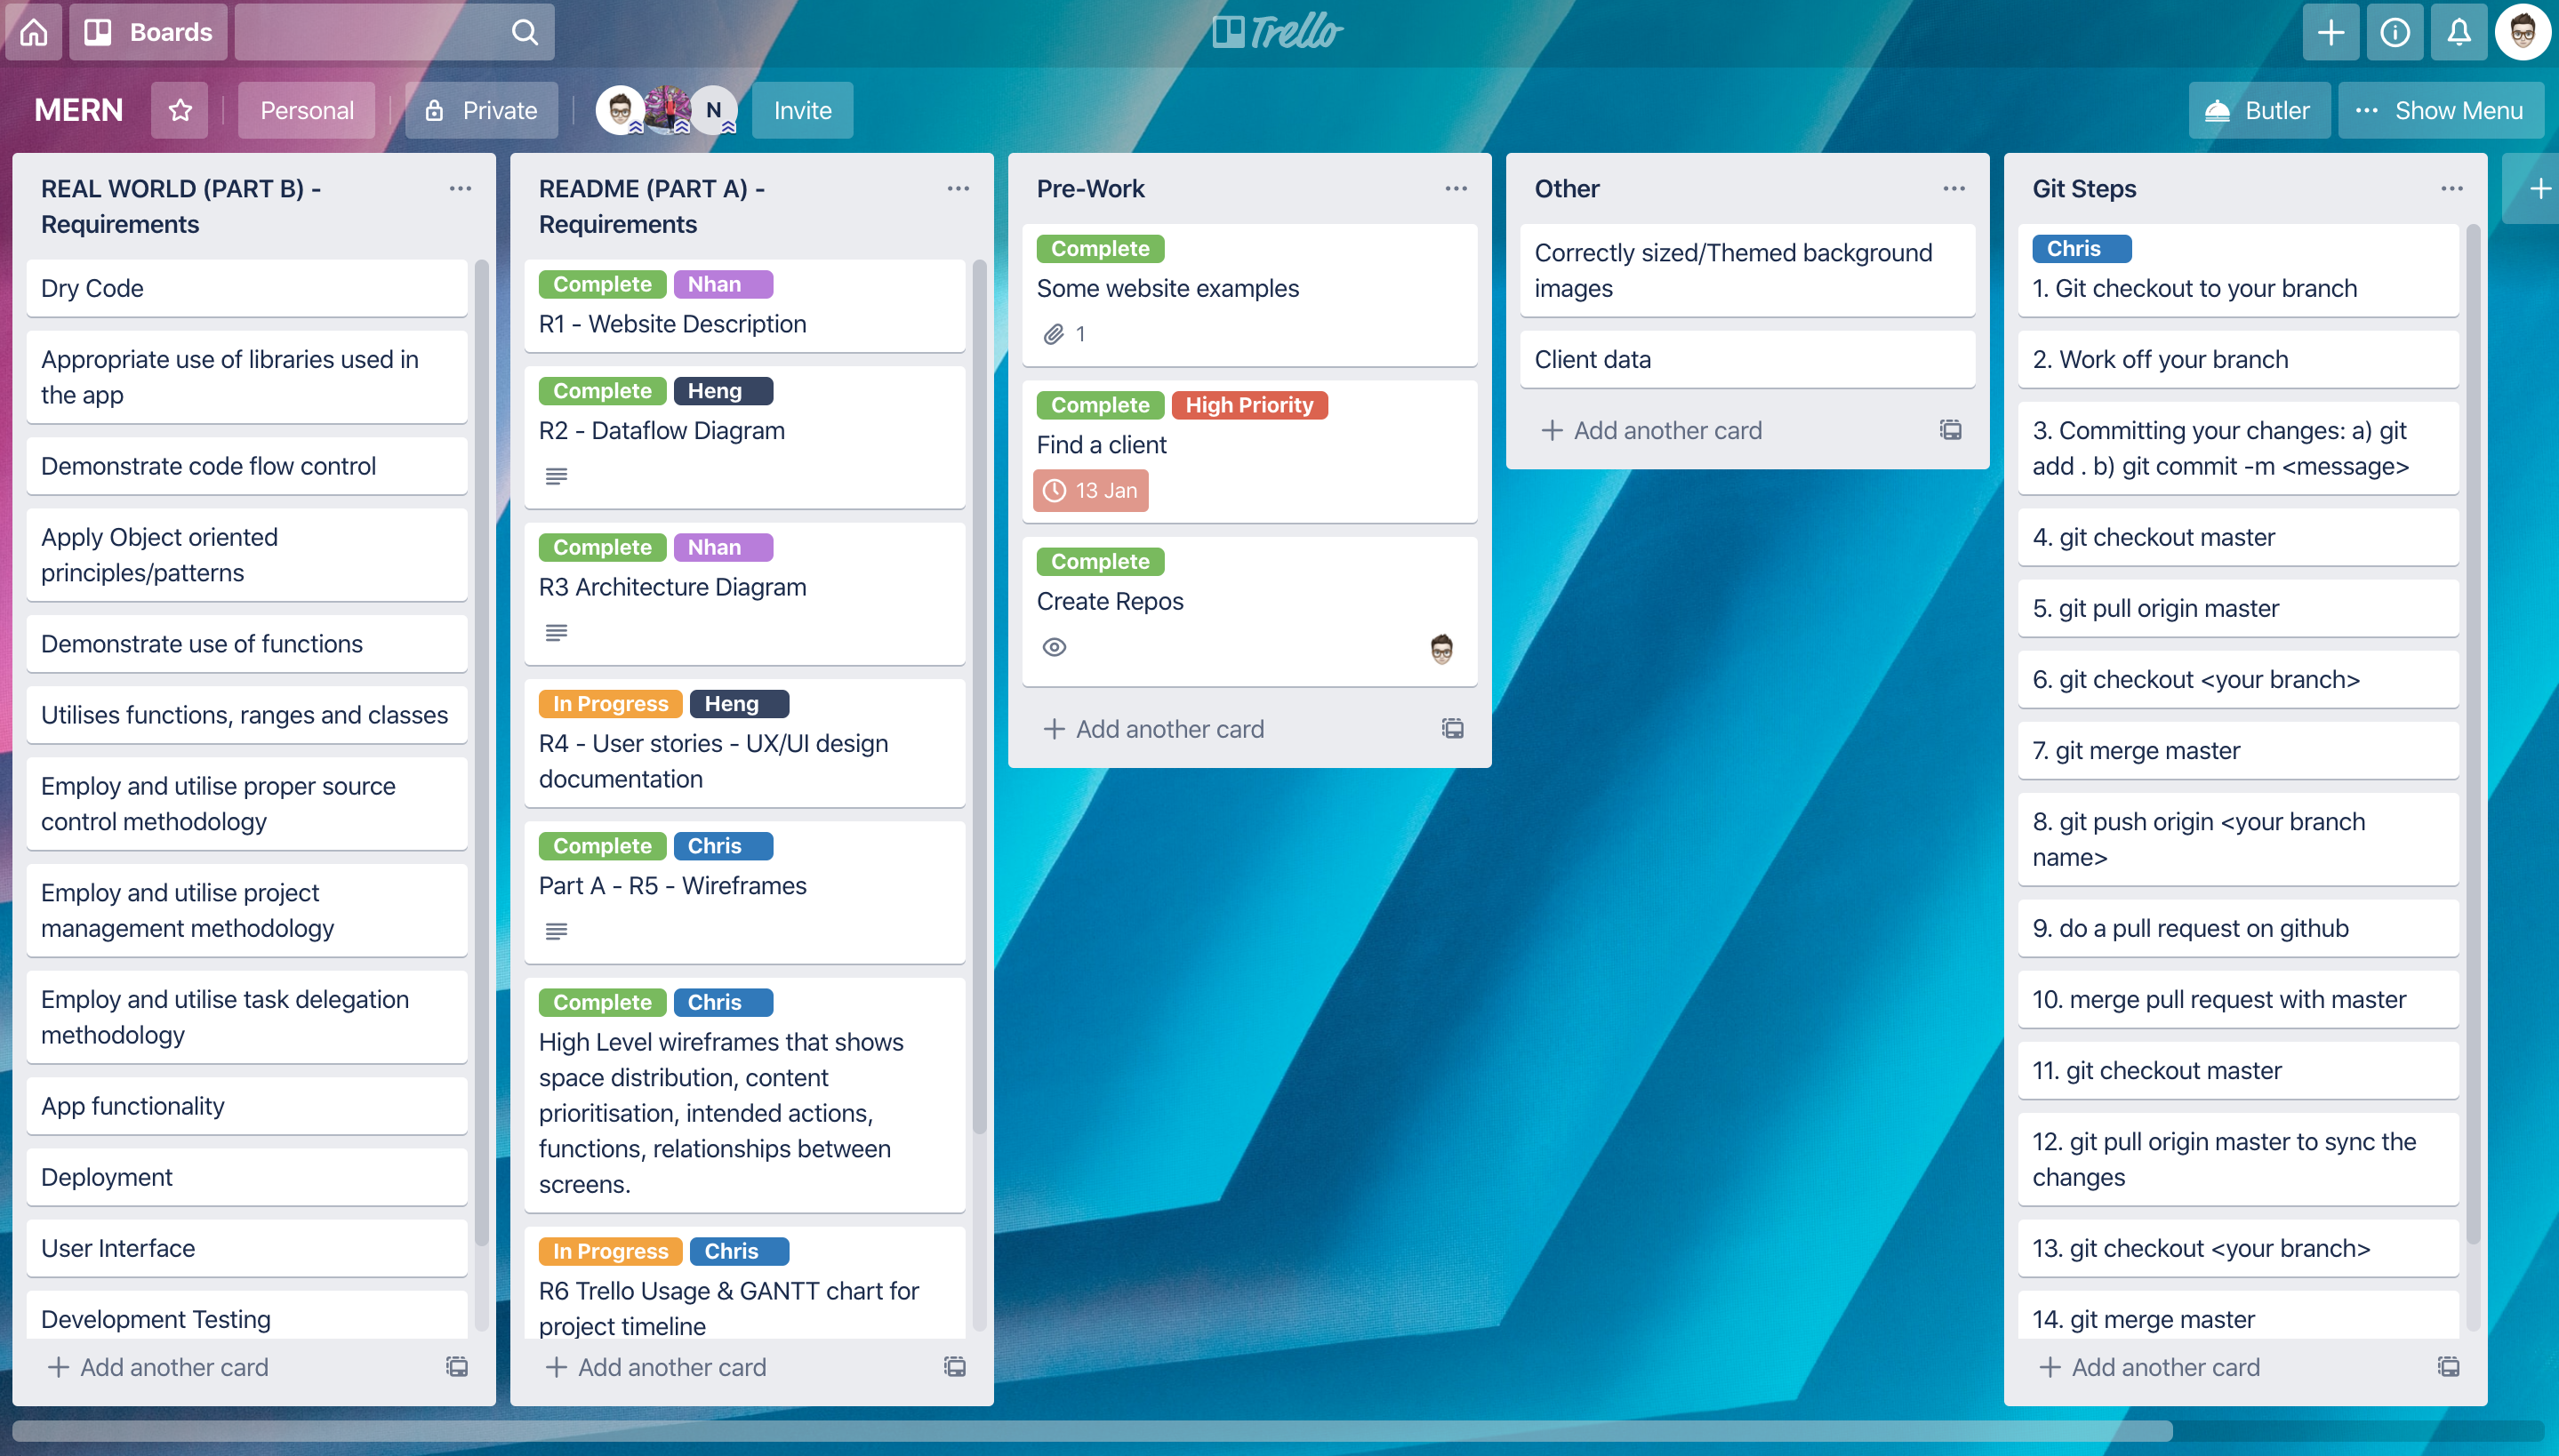 Boards
Trello
MERN
Personal
Private
N
Invite
Butler
Show Menu
REAL WORLD (PART B) -
Requirements
Dry Code
Appropriate use of libraries used in
the app
Demonstrate code flow control
Apply Object oriented
principles/patterns
Demonstrate use of functions
Utilises functions, ranges and classes
Employ and utilise proper source
control methodology
Employ and utilise project
management methodology
Employ and utilise task delegation
methodology
App functionality
Deployment
User Interface
Development Testing
Add another card
README (PART A) -
Requirements
Complete Nhan
R1 - Website Description
Complete Heng
R2 - Dataflow Diagram
Complete Nhan
R3 Architecture Diagram
In Progress Heng
R4 - User stories - UX/UI design
documentation
Complete Chris
Part A - R5 - Wireframes
Complete Chris
High Level wireframes that shows
space distribution, content
prioritisation, intended actions,
functions, relationships between
screens.
In Progress Chris
R6 Trello Usage & GANTT chart for
project timeline
Add another card
Pre-Work
Complete
Some website examples
1
Complete High Priority
Find a client
13 Jan
Complete
Create Repos
Add another card
Other
Correctly sized/Themed background
images
Client data
Add another card
Git Steps
Chris
1. Git checkout to your branch
2. Work off your branch
3. Committing your changes: a) git
add . b) git commit -m <message>
4. git checkout master
5. git pull origin master
6. git checkout <your branch>
7. git merge master
8. git push origin <your branch
name>
9. do a pull request on github
10. merge pull request with master
11. git checkout master
12. git pull origin master to sync the
changes
13. git checkout <your branch>
14. git merge master
Add another card